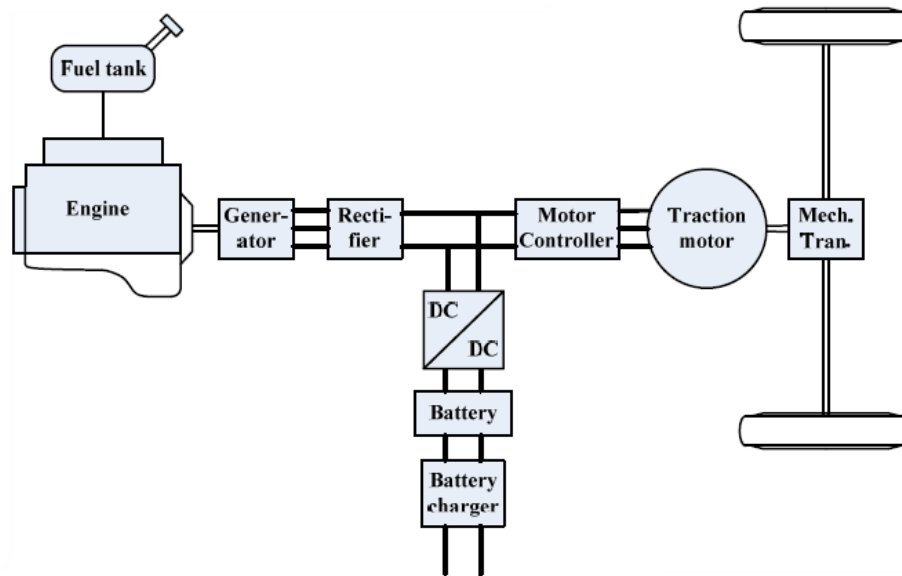 Fuel tank
Engine
Gener-
ator
Recti-
fier
Motor
Controller
Traction
motor
Mech.
Tran.
DC
DC
Battery
Battery
charger